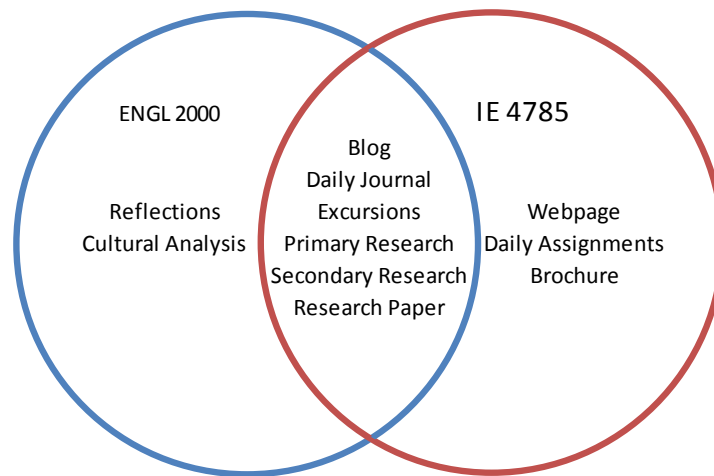 ENGL 2000
Reflections
Cultural Analysis
Blog
Daily Journal
Excursions
Primary Research
Secondary Research
Research Paper
IE 4785
Webpage
Daily Assignments
Brochure